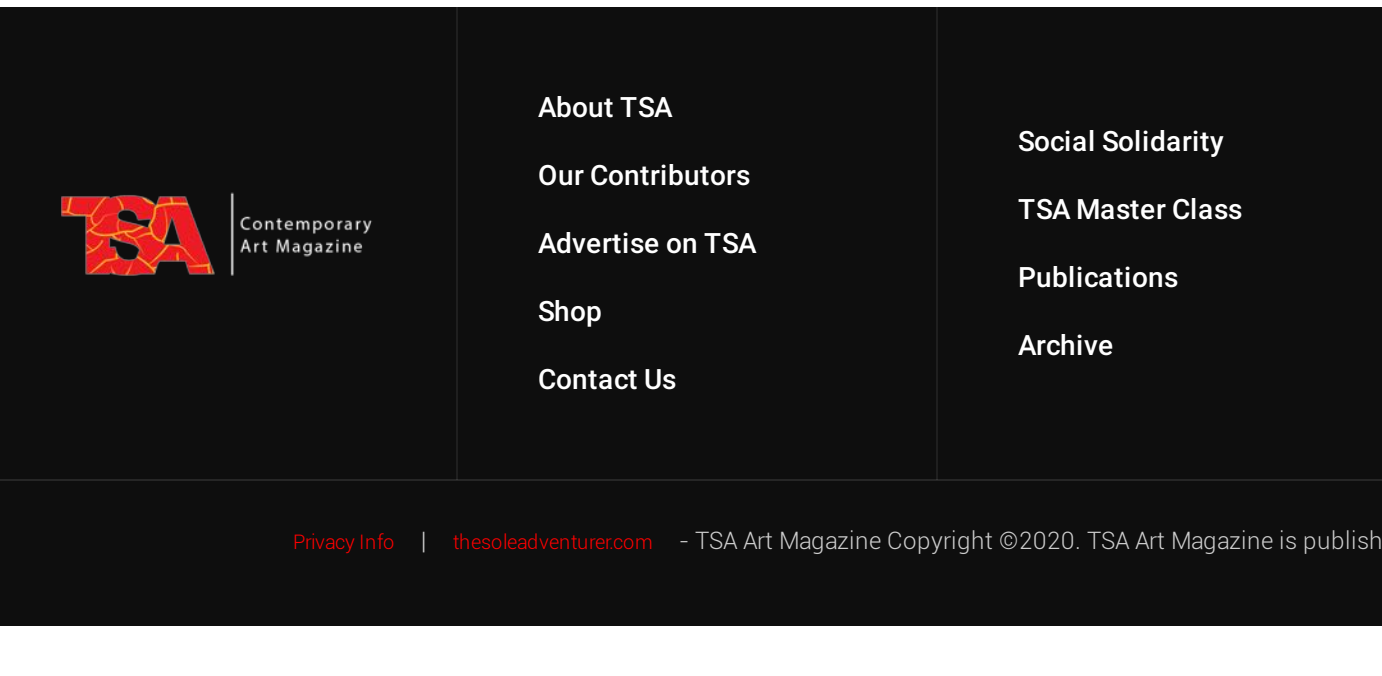 TSA
Contemporary
Art Magazine
About TSA
Our Contributors
Advertise on TSA
Shop
Contact Us
Social Solidarity
TSA Master Class
Publications
Archive
Privacy Info | thesoleadventurer.com - TSA Art Magazine Copyright ©2020. TSA Art Magazine is publish